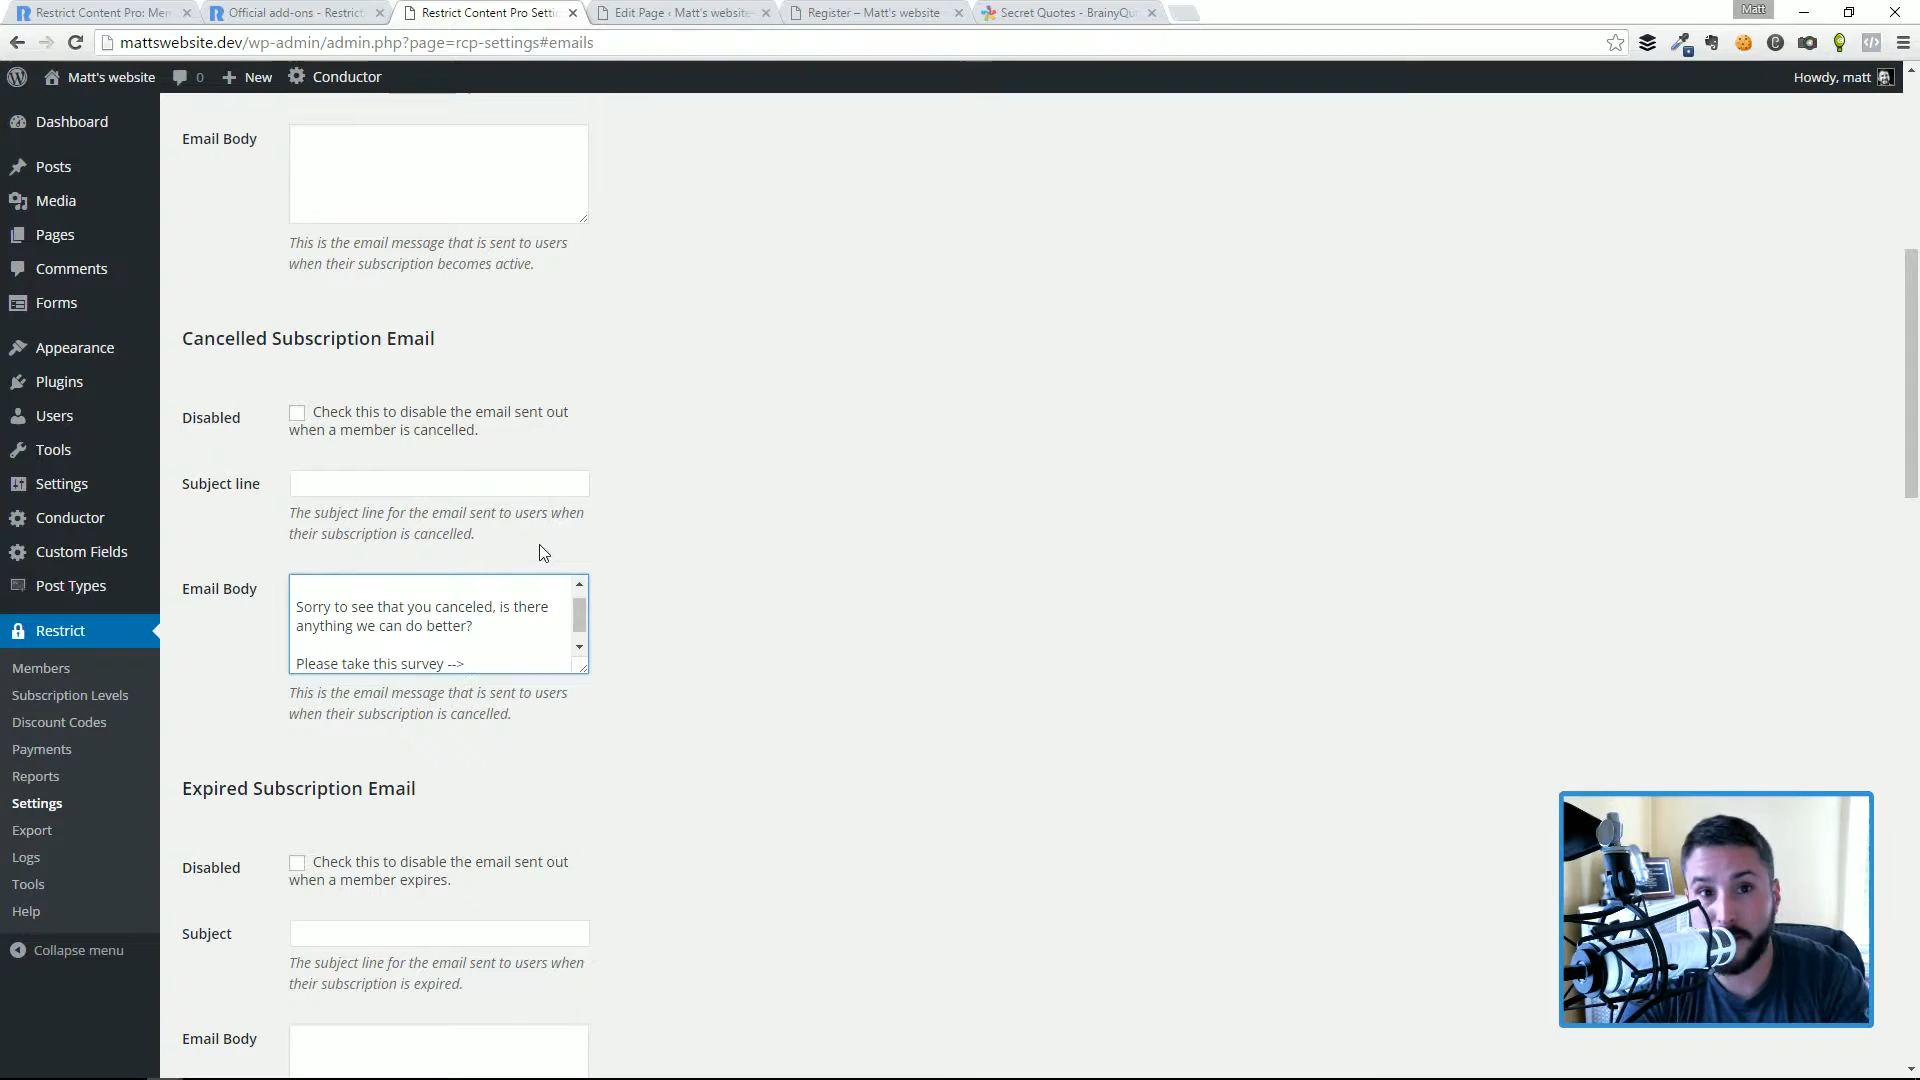 Restrict Content Pro: Mem
Official add-ons - Restrict
Restrict Content Pro Setti
Edit Page ‹ Matt's website
Register – Matt's website
Secret Quotes - BrainyQu
Matt
mattswebsite.dev/wp-admin/admin.php?page=rcp-settings#emails
Matt's website
0
New
Conductor
Howdy, matt
Dashboard
Posts
Media
Pages
Comments
Forms
Appearance
Plugins
Users
Tools
Settings
Conductor
Custom Fields
Post Types
Restrict
Members
Subscription Levels
Discount Codes
Payments
Reports
Settings
Export
Logs
Tools
Help
Collapse menu
Email Body
This is the email message that is sent to users
when their subscription becomes active.
Cancelled Subscription Email
Disabled
Check this to disable the email sent out
when a member is cancelled.
Subject line
The subject line for the email sent to users when
their subscription is cancelled.
Email Body
Sorry to see that you canceled, is there
anything we can do better?
Please take this survey -->
This is the email message that is sent to users
when their subscription is cancelled.
Expired Subscription Email
Disabled
Check this to disable the email sent out
when a member expires.
Subject
The subject line for the email sent to users when
their subscription is expired.
Email Body